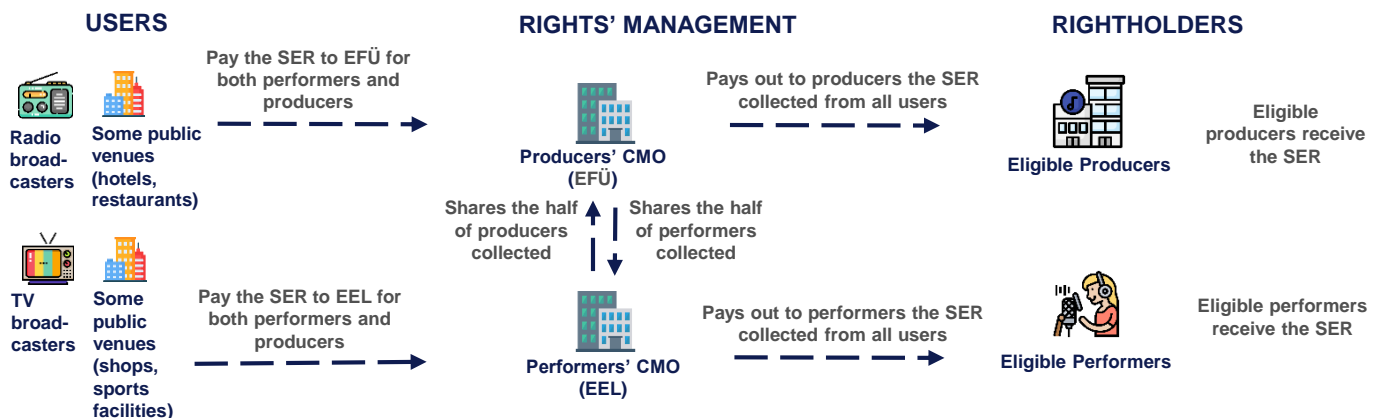 USERS
RIGHTS' MANAGEMENT
RIGHTHOLDERS
Pay the SER to EFÜ for
both performers and
producers
Radio
broad-
casters
Some public
venues
(hotels,
restaurants)
Producers' CMO
(EFÜ)
Pays out to producers the SER
collected from all users
Eligible Producers
Eligible
producers receive
the SER
Shares the half
of producers
collected
Shares the half
of performers
collected
TV
broad-
casters
Some
public
venues
(shops,
sports
facilities)
Pay the SER to EEL for
both performers and
producers
Performers' CMO
(EEL)
Pays out to performers the SER
collected from all users
Eligible Performers
Eligible performers
receive the SER